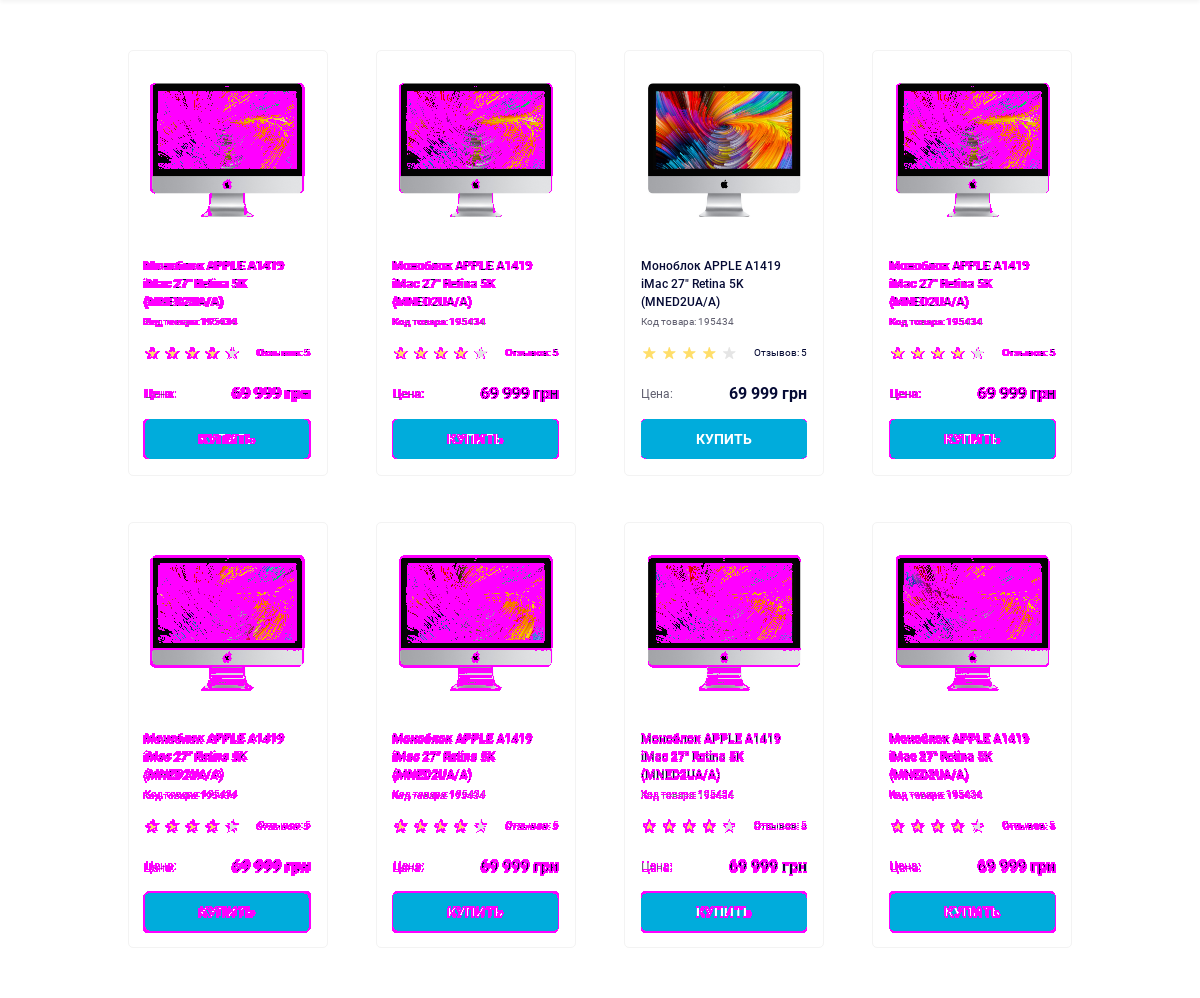 Моноблок APPLE A1419
iMac 27" Retina 5K
(MNED2UA/A)
Код товара: 195434
Отзывов: 5
Цена: 69 999 грн
КУПИТЬ
Моноблок APPLE A1419
iMac 27" Retina 5K
(MNED2UA/A)
Код товара: 195434
Отзывов: 5
Цена: 69 999 грн
КУПИТЬ
Моноблок APPLE A1419
iMac 27" Retina 5K
(MNED2UA/A)
Код товара: 195434
Отзывов: 5
Цена: 69 999 грн
КУПИТЬ
Моноблок APPLE A1419
iMac 27" Retina 5K
(MNED2UA/A)
Код товара: 195434
Отзывов: 5
Цена: 69 999 грн
КУПИТЬ
Моноблок APPLE A1419
iMac 27" Retina 5K
(MNED2UA/A)
Код товара: 195434
Отзывов: 5
Цена: 69 999 грн
КУПИТЬ
Моноблок APPLE A1419
iMac 27" Retina 5K
(MNED2UA/A)
Код товара: 195434
Отзывов: 5
Цена: 69 999 грн
КУПИТЬ
Моноблок APPLE A1419
iMac 27" Retina 5K
(MNED2UA/A)
Код товара: 195434
Отзывов: 5
Цена: 69 999 грн
КУПИТЬ
Моноблок APPLE A1419
iMac 27" Retina 5K
(MNED2UA/A)
Код товара: 195434
Отзывов: 5
Цена: 69 999 грн
КУПИТЬ